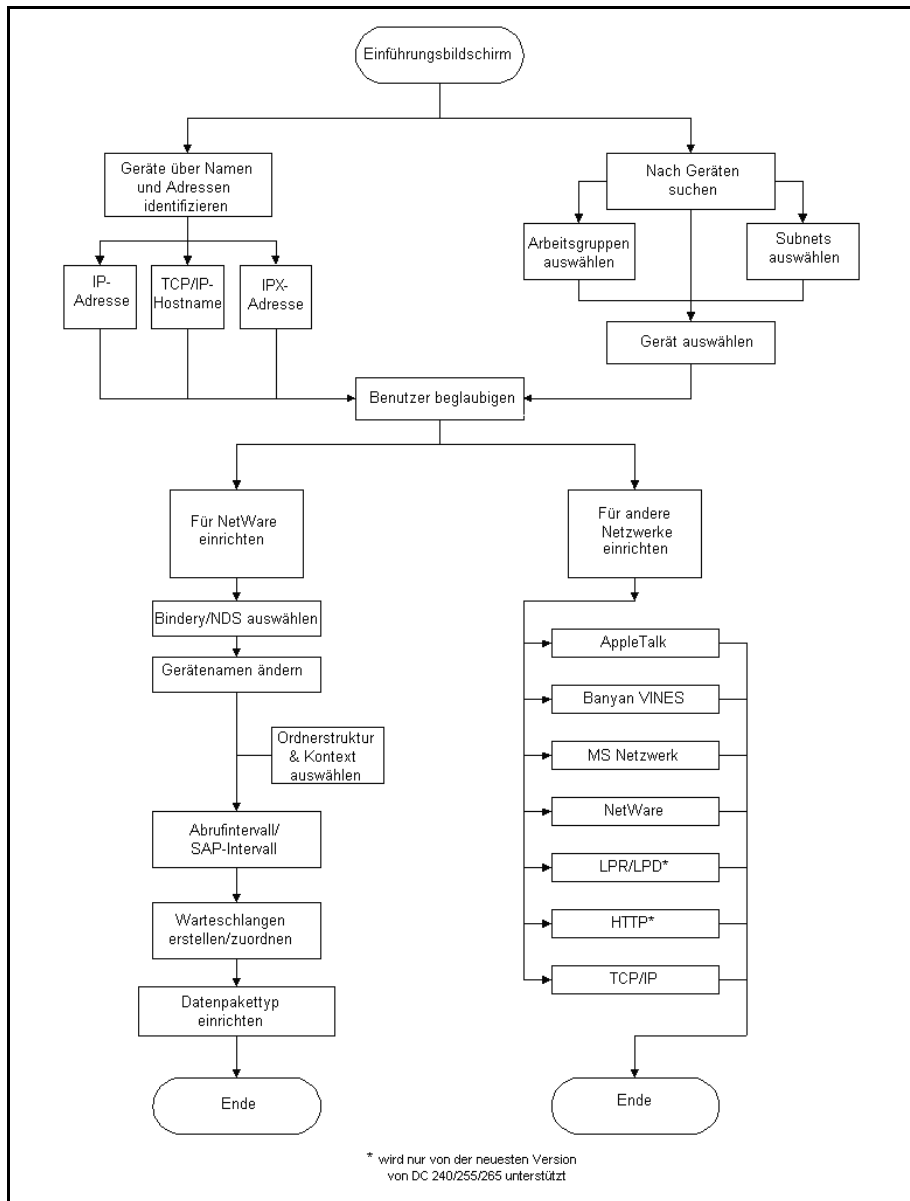 Einführungsbildschirm
Geräte über Namen
und Adressen
identifizieren
Nach Geräten
suchen
Arbeitsgruppen
auswählen
Subnets
auswählen
IP-
Adresse
TCP/IP-
Hostname
IPX-
Adresse
Gerät auswählen
Benutzer beglaubigen
Für NetWare
einrichten
Bindery/NDS auswählen
Gerätenamen ändern
Ordnerstruktur
& Kontext
auswählen
Abrufintervall/
SAP-Intervall
Warteschlangen
erstellen/zuordnen
Datenpakettyp
einrichten
Ende
Für andere
Netzwerke
einrichten
AppleTalk
Banyan VINES
MS Netzwerk
NetWare
LPR/LPD*
HTTP*
TCP/IP
Ende
* wird nur von der neuesten Version
von DC 240/255/265 unterstützt